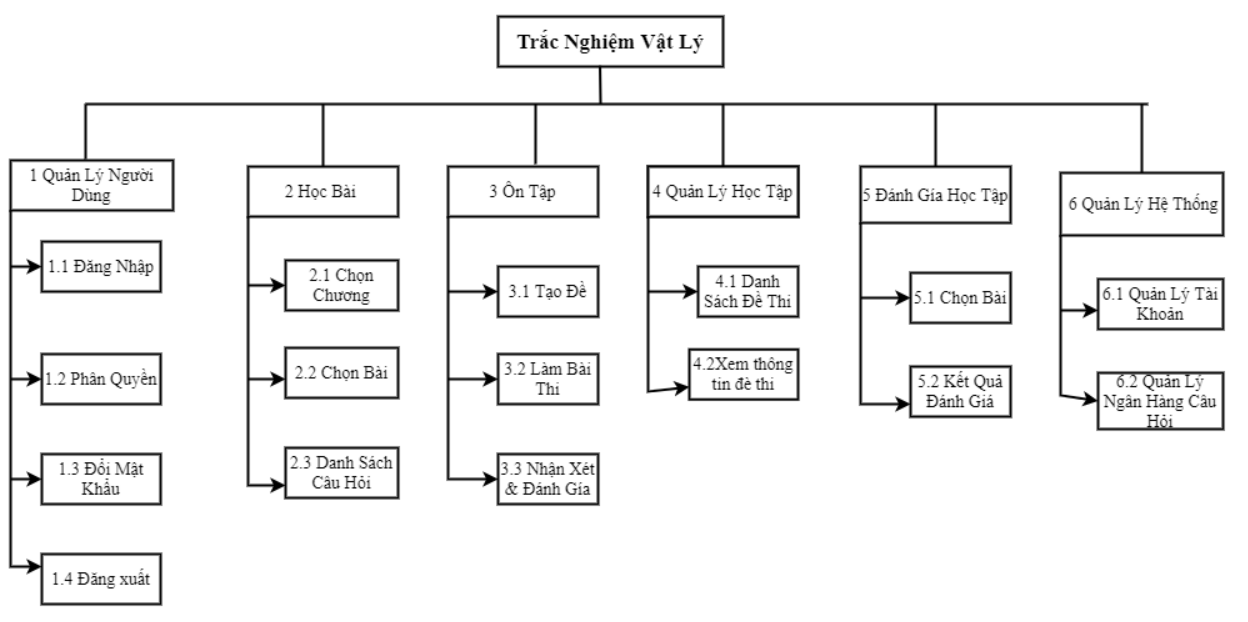 Trắc Nghiệm Vật Lý
1 Quản Lý Người
Dùng
1.1 Đăng Nhập
1.2 Phân Quyền
1.3 Đổi Mật
Khẩu
1.4 Đăng xuất
2 Học Bài
2.1 Chọn
Chương
2.2 Chọn Bài
2.3 Danh Sách
Câu Hỏi
3 Ôn Tập
3.1 Tạo Đề
3.2 Làm Bài
Thi
3.3 Nhận Xét
& Đánh Gía
4 Quản Lý Học Tập
4.1 Danh
Sách Đề Thi
4.2Xem thông
tin đè thi
5 Đánh Gía Học Tập
5.1 Chọn Bài
5.2 Kết Quả
Đánh Giá
6 Quản Lý Hệ Thống
6.1 Quản Lý Tài
Khoản
6.2 Quản Lý
Ngân Hàng Câu
Hỏi